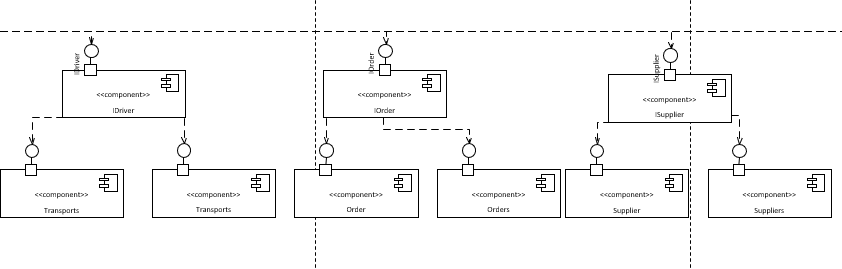 IDriver
IOrder
ISupplier
<<component>>
IDriver
<<component>>
IOrder
<<component>>
ISupplier
<<component>>
Transports
<<component>>
Transports
<<component>>
Order
<<component>>
Orders
<<component>>
Supplier
<<component>>
Suppliers